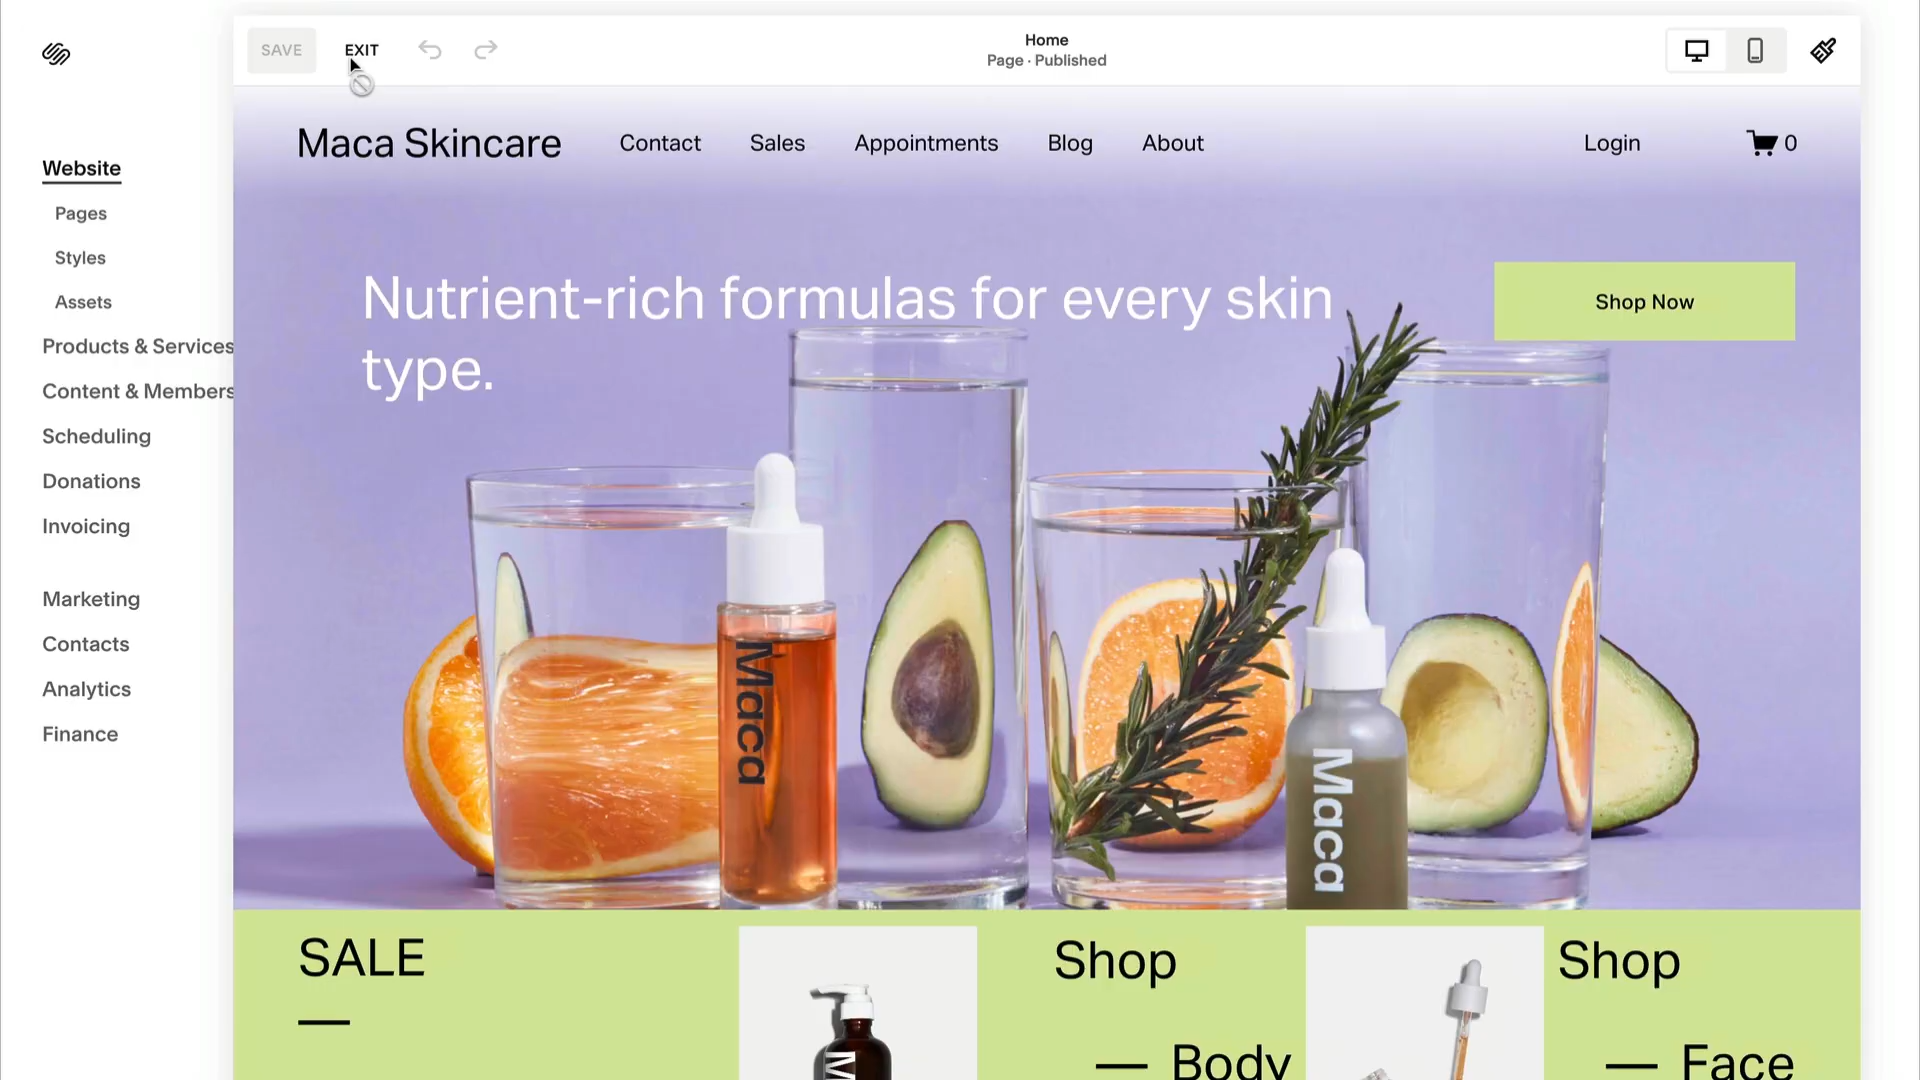 SAVE
EXIT
Home
Page · Published
Website
Pages
Styles
Assets
Products & Services
Content & Members
Scheduling
Donations
Invoicing
Marketing
Contacts
Analytics
Finance
Maca Skincare
Contact
Sales
Appointments
Blog
About
Login
0
Nutrient-rich formulas for every skin
type.
Shop Now
Maca
Maca
SALE
—
Shop
— Body
Shop
— Face
M